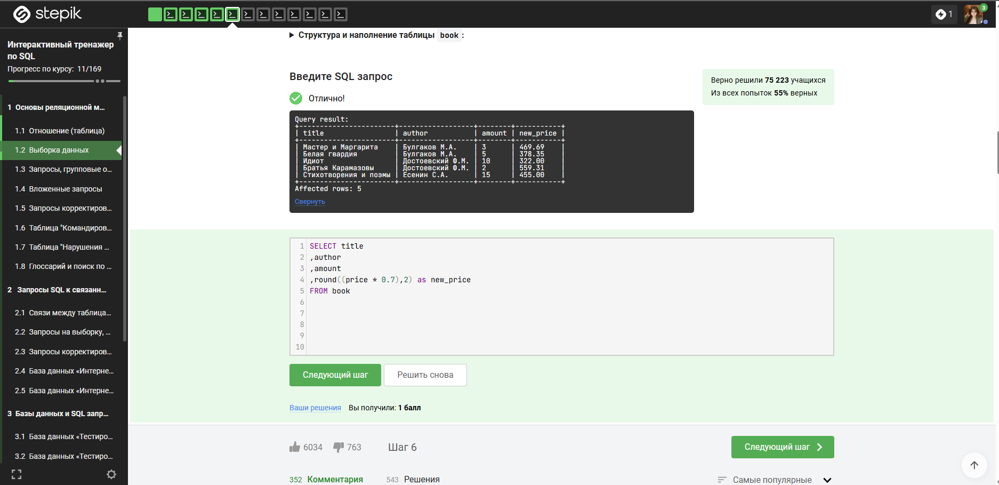 stepik
1
3
Интерактивный тренажер
по SQL
Прогресс по курсу: 11/169
1 Основы реляционной м...
1.1 Отношение (таблица)
1.2 Выборка данных
1.3 Запросы, групповые о...
1.4 Вложенные запросы
1.5 Запросы корректиров...
1.6 Таблица "Командиров...
1.7 Таблица "Нарушения ...
1.8 Глоссарий и поиск по ...
2 Запросы SQL к связанн...
2.1 Связи между таблица...
2.2 Запросы на выборку, ...
2.3 Запросы корректиров...
2.4 База данных «Интерне...
2.5 База данных «Интерне...
3 Базы данных и SQL запр...
3.1 База данных «Тестиро...
3.2 База данных «Тестиро...
Структура и наполнение таблицы book:
Введите SQL запрос
Отлично!
Верно решили 75 223 учащихся
Из всех попыток 55% верных
Query result:
+-----------------------+------------------+--------+-----------+
| title                 | author           | amount | new_price |
+-----------------------+------------------+--------+-----------+
| Мастер и Маргарита    | Булгаков М.А.    | 3      | 469.69    |
| Белая гвардия         | Булгаков М.А.    | 5      | 378.35    |
| Идиот                 | Достоевский Ф.М. | 10     | 322.00    |
| Братья Карамазовы     | Достоевский Ф.М. | 2      | 559.31    |
| Стихотворения и поэмы | Есенин С.А.      | 15     | 455.00    |
+-----------------------+------------------+--------+-----------+
Affected rows: 5
Свернуть
1 SELECT title
2 ,author
3 ,amount
4 ,round((price * 0.7),2) as new_price
5 FROM book
6
7
8
9
10
Следующий шаг
Решить снова
Ваши решения Вы получили: 1 балл
6034 763 Шаг 6
Следующий шаг
352 Комментария 543 Решения
Самые популярные